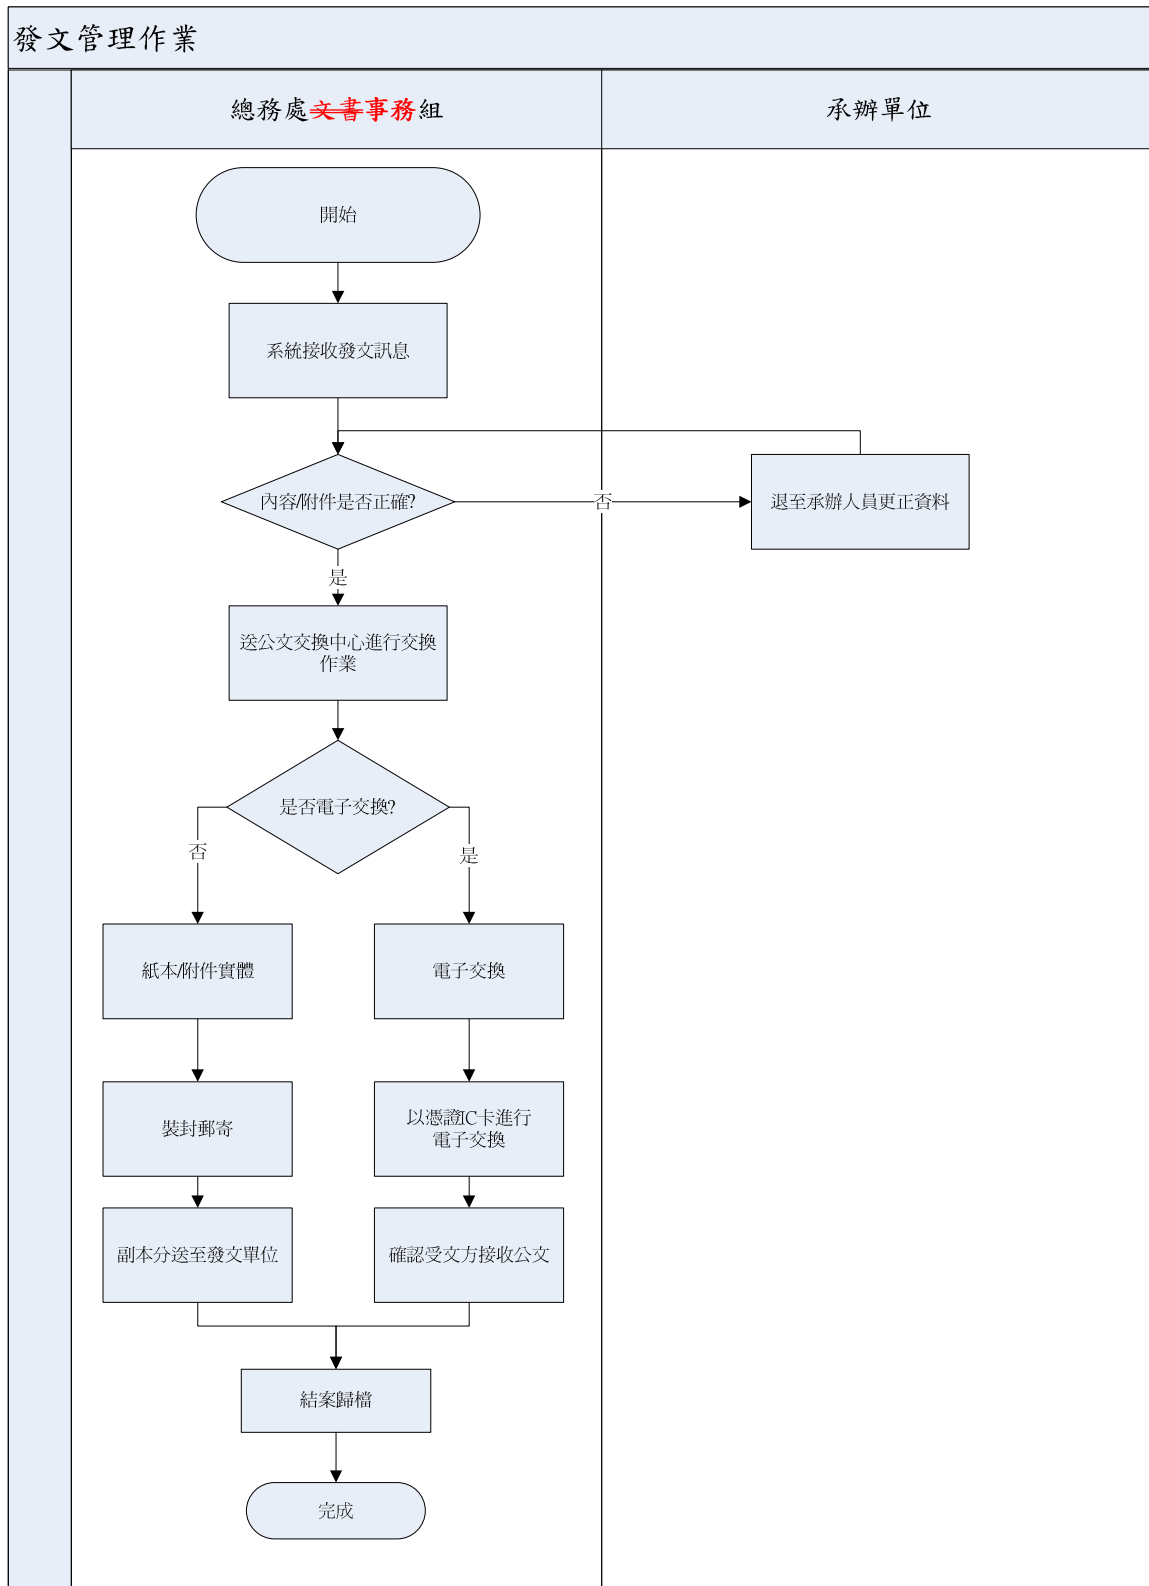 發文管理作業
總務處文書事務組
承辦單位
開始
系統接收發文訊息
內容/附件是否正確?
否
退至承辦人員更正資料
是
送公文交換中心進行交換
作業
是否電子交換?
否
是
紙本/附件實體
電子交換
裝封郵寄
以憑證IC卡進行
電子交換
副本分送至發文單位
確認受文方接收公文
結案歸檔
完成